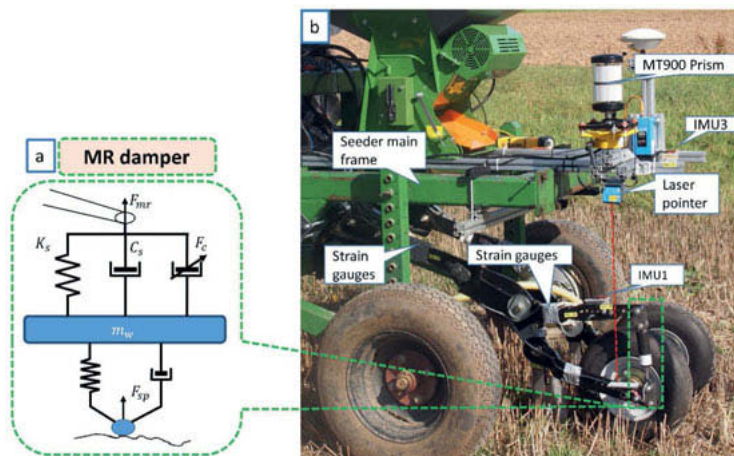 a
MR damper
F_mr
K_s
C_s
F_c
m_w
F_sp
b
MT900 Prism
IMU3
Seeder main
frame
Laser
pointer
Strain
gauges
Strain gauges
IMU1